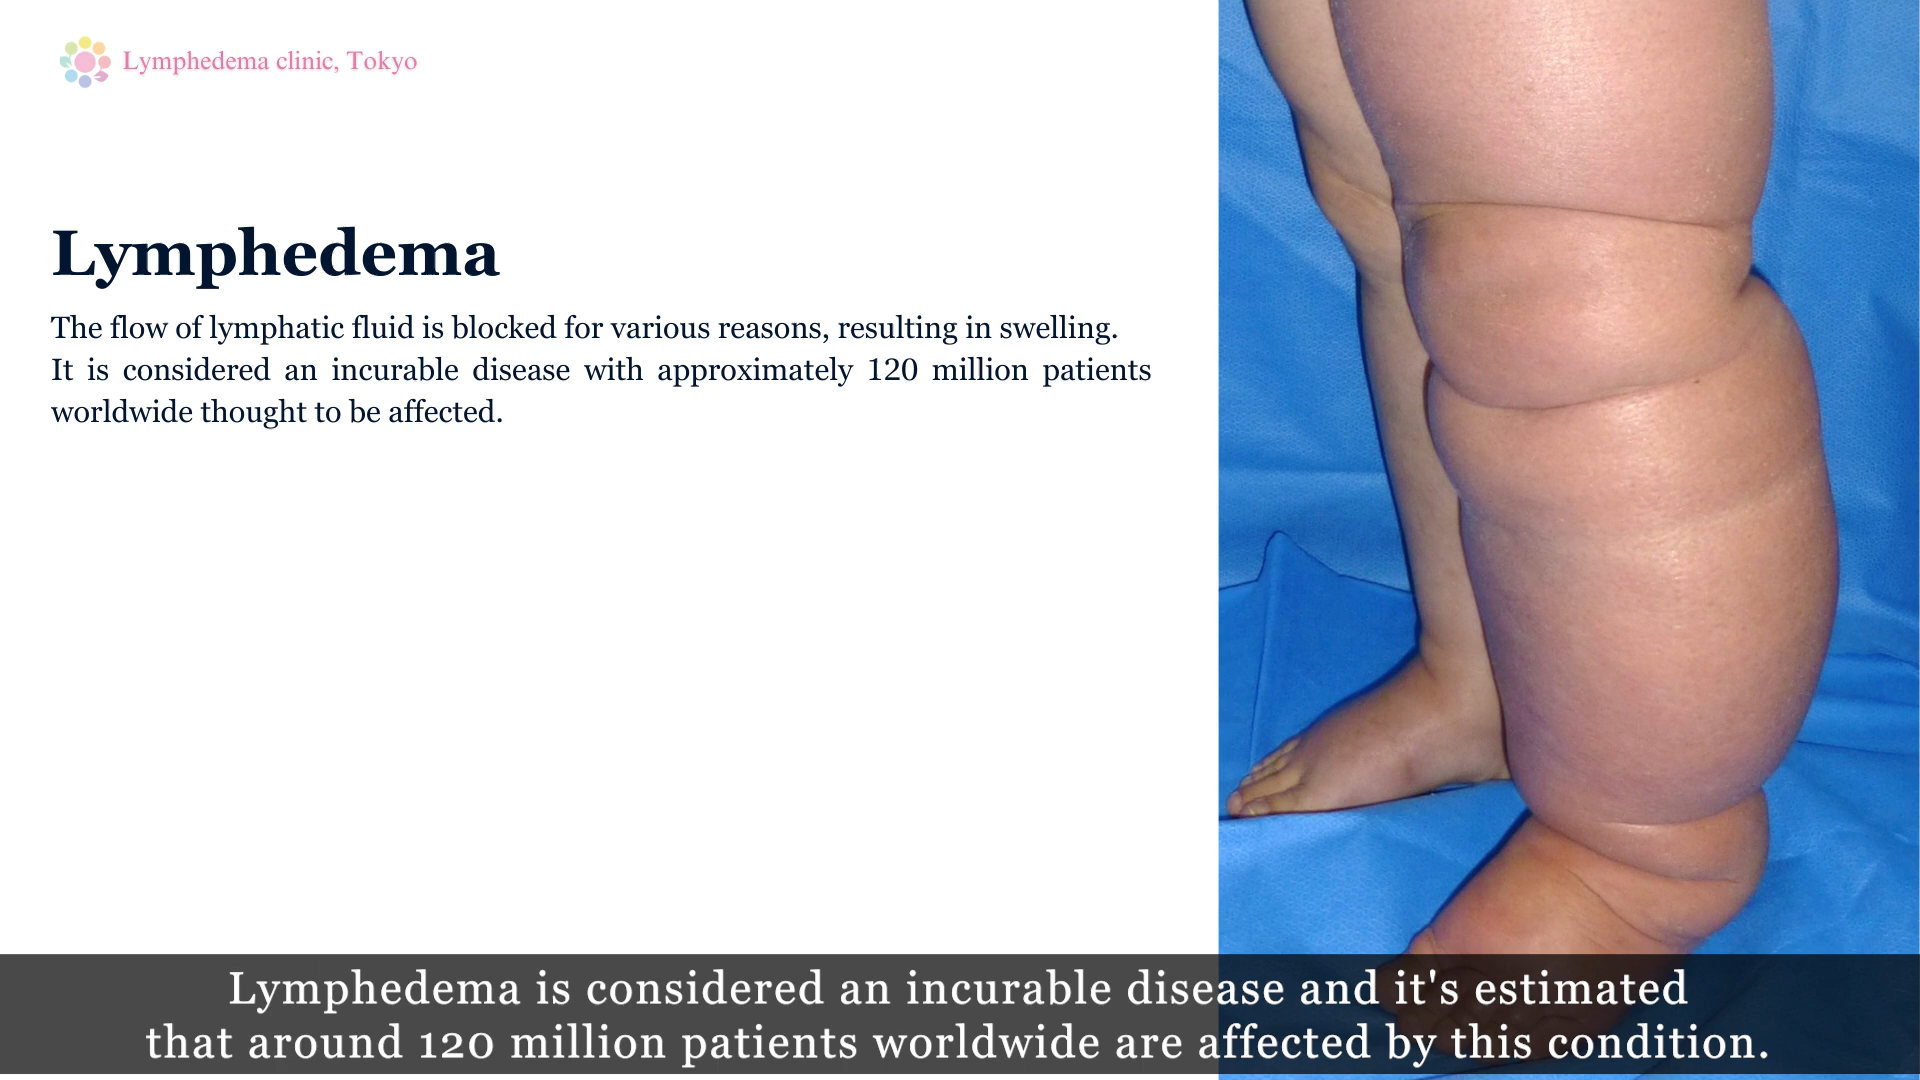 Lymphedema clinic, Tokyo
Lymphedema
The flow of lymphatic fluid is blocked for various reasons, resulting in swelling.
It is considered an incurable disease with approximately 120 million patients
worldwide thought to be affected.
Lymphedema is considered an incurable disease and it's estimated
that around 120 million patients worldwide are affected by this condition.